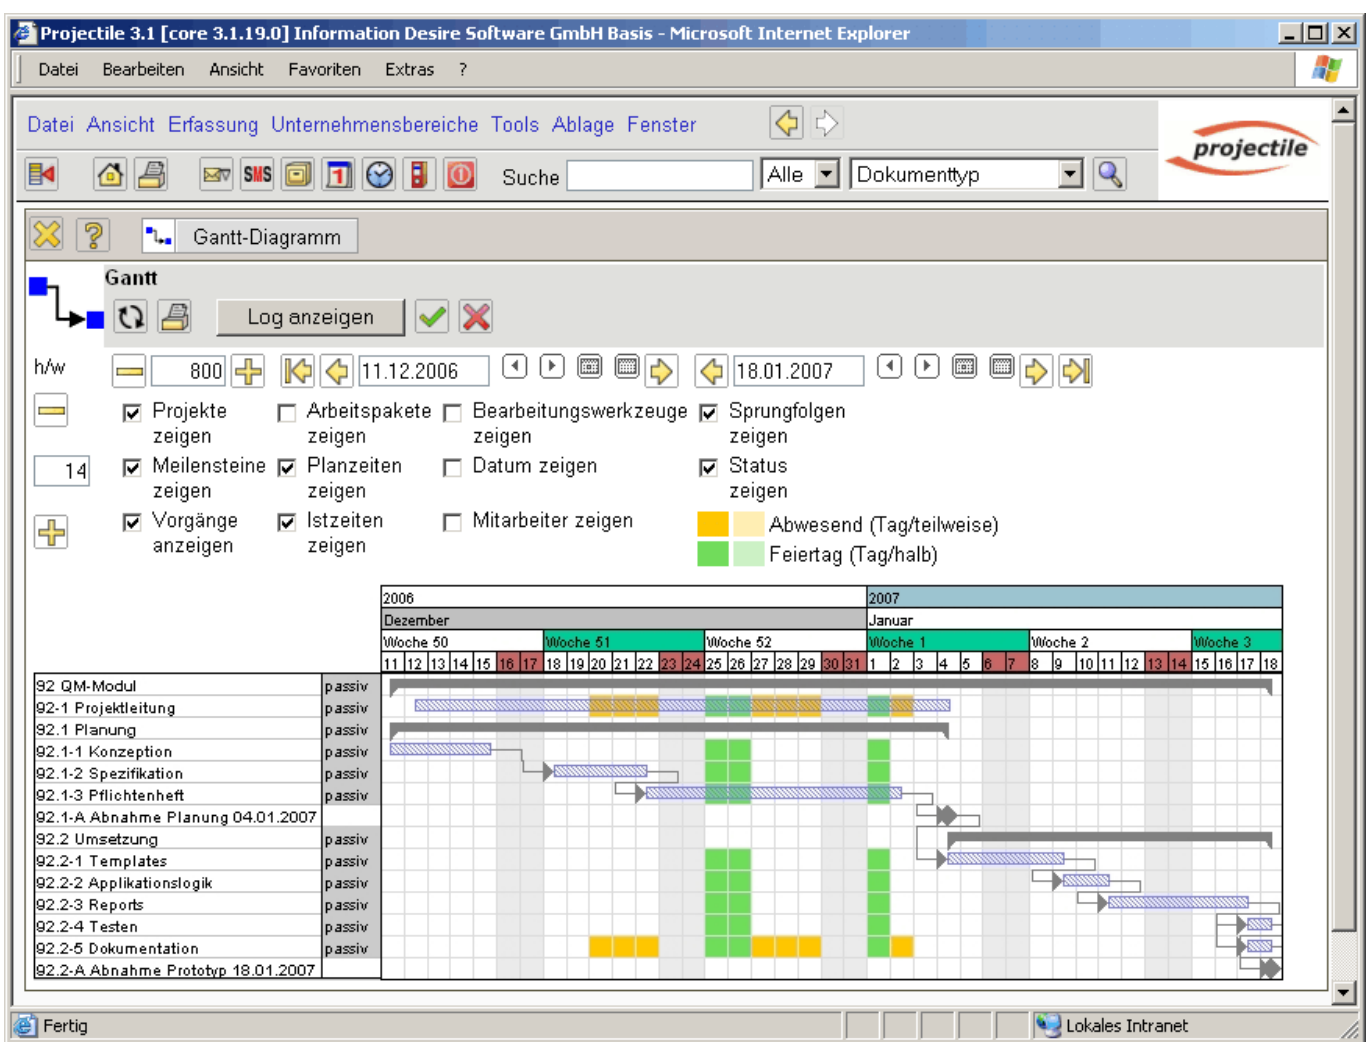 Projectile 3.1 [core 3.1.19.0] Information Desire Software GmbH Basis - Microsoft Internet Explorer
Datei Bearbeiten Ansicht Favoriten Extras ?
Datei Ansicht Erfassung Unternehmensbereiche Tools Ablage Fenster
projectile
SMS 1 Suche Alle Dokumenttyp
Gantt-Diagramm
Gantt
Log anzeigen
h/w 800 11.12.2006 18.01.2007
Projekte zeigen
Arbeitspakete zeigen
Bearbeitungswerkzeuge zeigen
Sprungfolgen zeigen
14
Meilensteine zeigen
Planzeiten zeigen
Datum zeigen
Status zeigen
Vorgänge anzeigen
Istzeiten zeigen
Mitarbeiter zeigen
Abwesend (Tag/teilweise)
Feiertag (Tag/halb)
2006 2007
Dezember Januar
Woche 50 Woche 51 Woche 52 Woche 1 Woche 2 Woche 3
11 12 13 14 15 16 17 18 19 20 21 22 23 24 25 26 27 28 29 30 31 1 2 3 4 5 6 7 8 9 10 11 12 13 14 15 16 17 18
92 QM-Modul passiv
92-1 Projektleitung passiv
92.1 Planung passiv
92.1-1 Konzeption passiv
92.1-2 Spezifikation passiv
92.1-3 Pflichtenheft passiv
92.1-A Abnahme Planung 04.01.2007
92.2 Umsetzung passiv
92.2-1 Templates passiv
92.2-2 Applikationslogik passiv
92.2-3 Reports passiv
92.2-4 Testen passiv
92.2-5 Dokumentation passiv
92.2-A Abnahme Prototyp 18.01.2007
Fertig Lokales Intranet